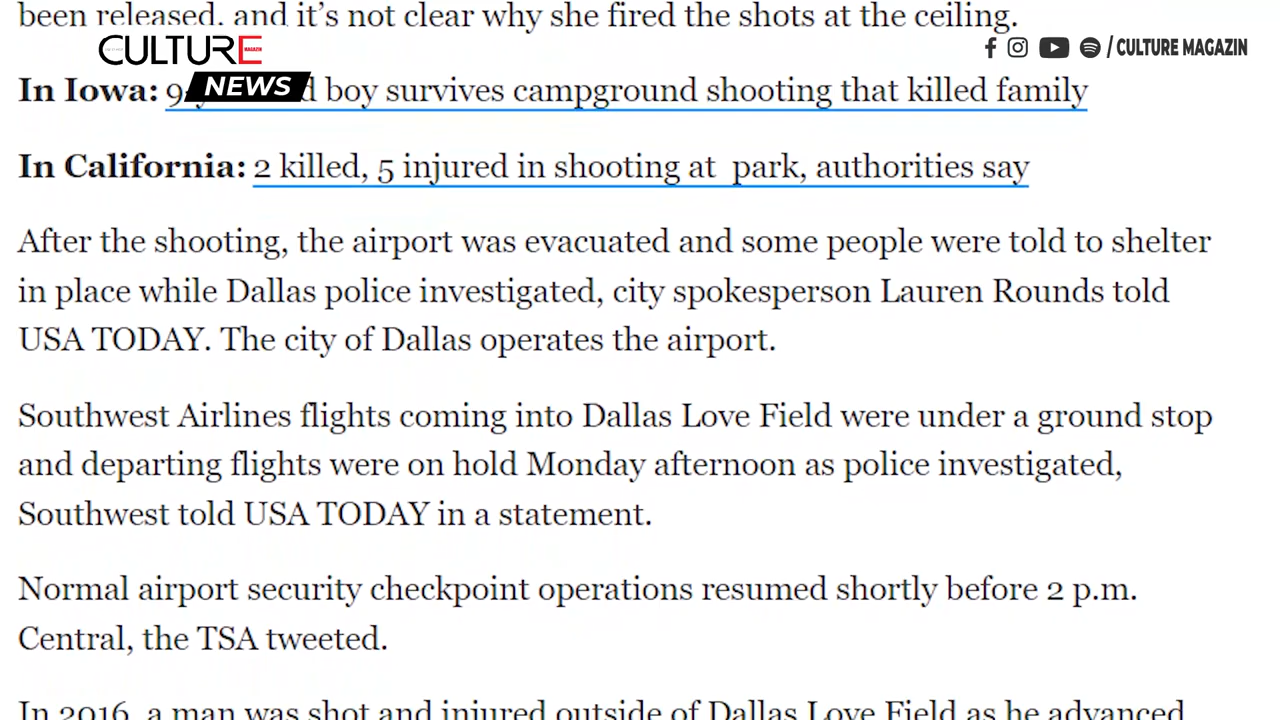 been released, and it’s not clear why she fired the shots at the ceiling.
CULTURE
MAGAZIN
NEWS
/ CULTURE MAGAZIN
In Iowa: 9-y d boy survives campground shooting that killed family
In California: 2 killed, 5 injured in shooting at park, authorities say
After the shooting, the airport was evacuated and some people were told to shelter
in place while Dallas police investigated, city spokesperson Lauren Rounds told
USA TODAY. The city of Dallas operates the airport.
Southwest Airlines flights coming into Dallas Love Field were under a ground stop
and departing flights were on hold Monday afternoon as police investigated,
Southwest told USA TODAY in a statement.
Normal airport security checkpoint operations resumed shortly before 2 p.m.
Central, the TSA tweeted.
In 2016, a man was shot and injured outside of Dallas Love Field as he advanced